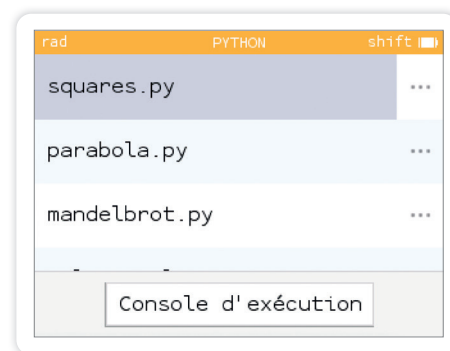 rad PYTHON shift
squares.py ...
parabola.py ...
mandelbrot.py ...
Console d'exécution